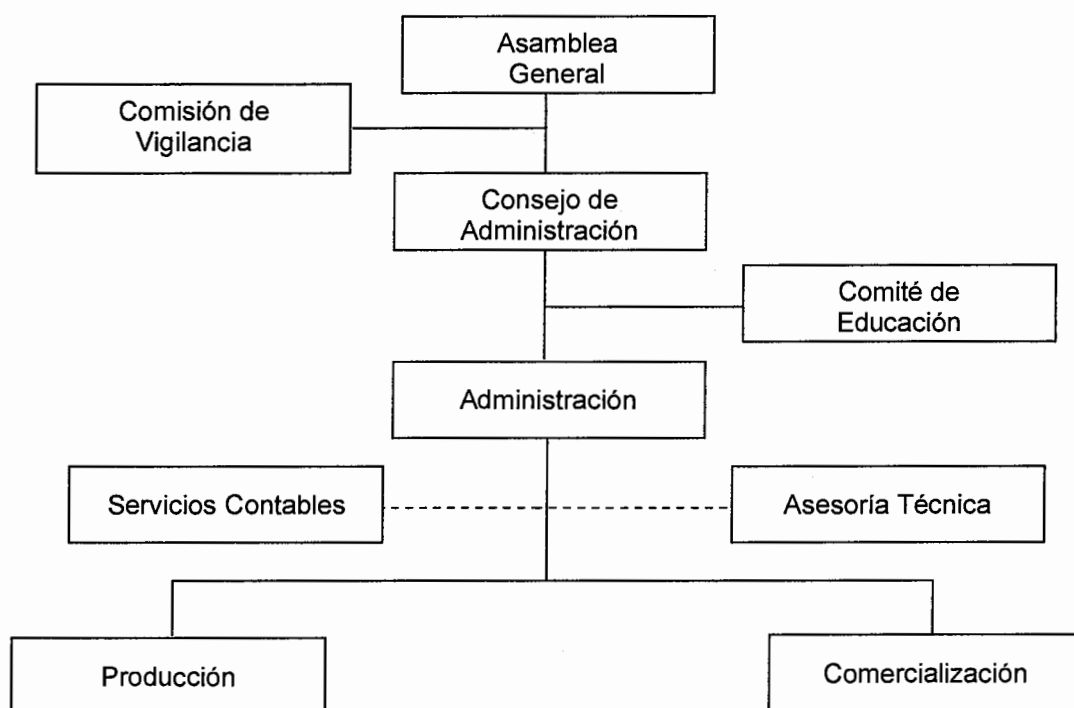 Asamblea
General
Comisión de
Vigilancia
Consejo de
Administración
Comité de
Educación
Administración
Servicios Contables
Asesoría Técnica
Producción
Comercialización